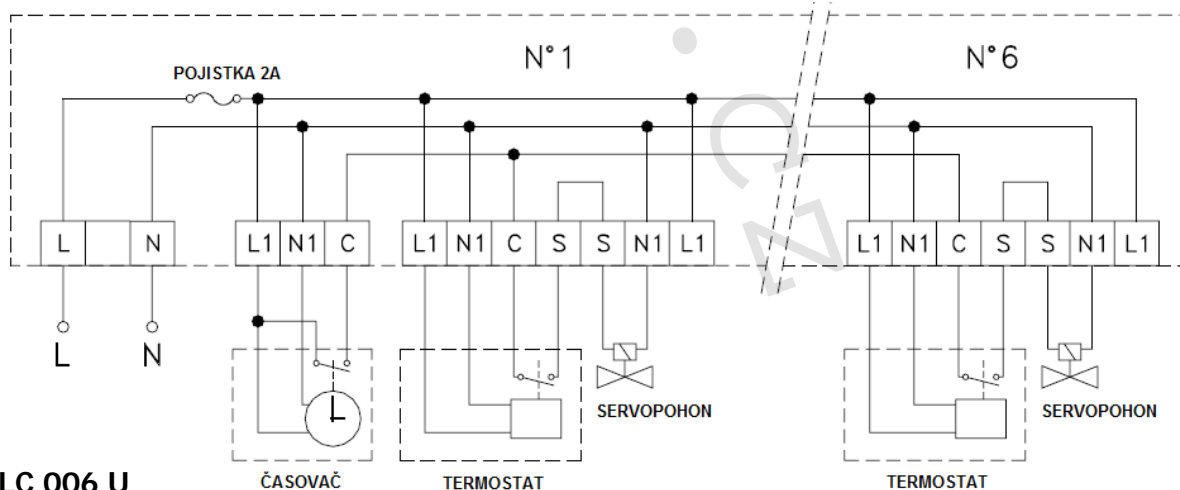 N° 1
N° 6
POJISTKA 2A
L N L1 N1 C L1 N1 C S S N1 L1 L1 N1 C S S N1 L1
L N
SERVOPOHON SERVOPOHON
LC 006 U
ČASOVAČ TERMOSTAT TERMOSTAT